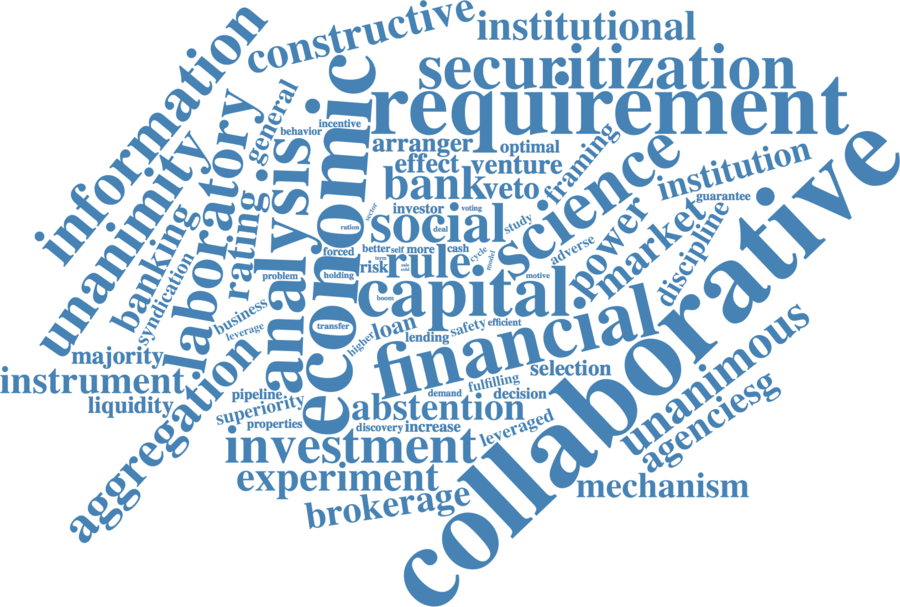 constructive
institutional
information
securitization
requirement
general
behavior
incentive
economic
arranger
optimal
effect
venture
framing
bank
veto
science
institution
guarantee
collaborative
unanimity
laboratory
analysis
sector
ration
investor
voting
deal
social
study
power
market
discipline
banking
syndication
rating
forced
better
self
more
cash
cycle
model
adverse
term
risk
rule
problem
holding
capital
motive
boom
business
leverage
transfer
higher
loan
lending
safety
efficient
financial
majority
instrument
liquidity
aggregation
pipeline
superiority
properties
selection
fulfilling
demand
decision
abstention
discovery
increase
leveraged
unanimous
agenciesg
investment
experiment
brokerage
mechanism